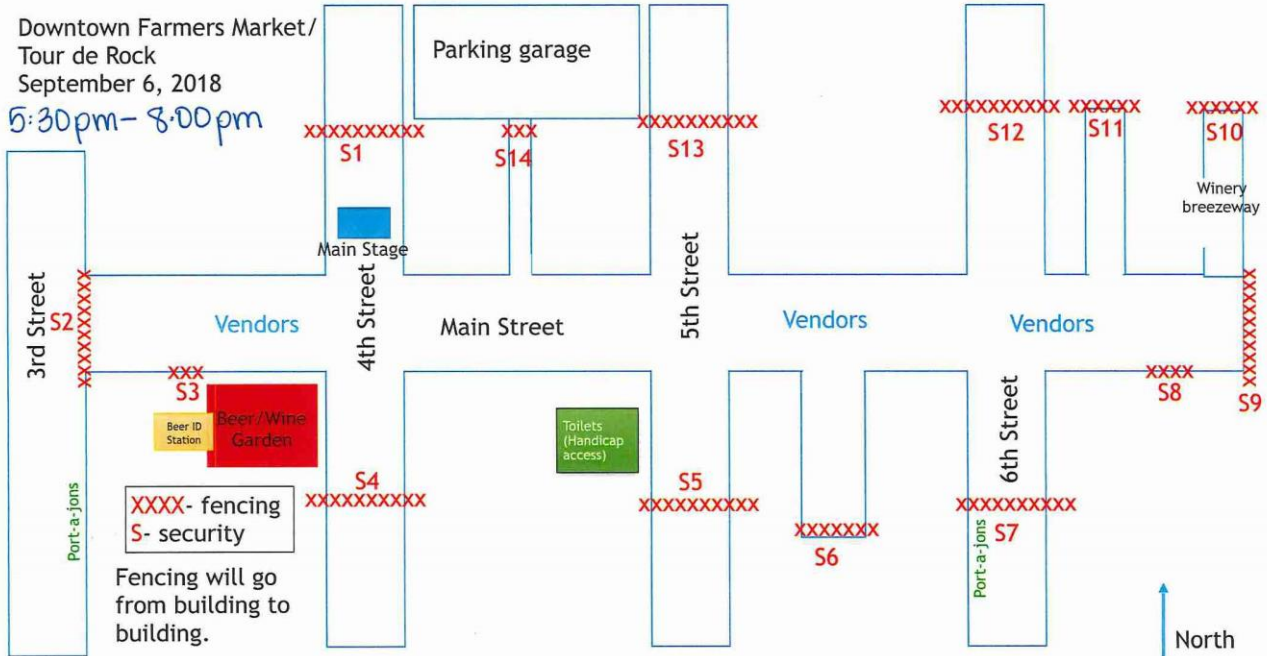 Downtown Farmers Market/
Tour de Rock
September 6, 2018
5:30pm- 8:00pm
Parking garage
XXXXXXXXXX
S1
XXX
S14
XXXXXXXXXX
S13
XXXXXXXXXX
S12
XXXXXX
S11
XXXXXX
S10
Winery
breezeway
Main Stage
3rd Street
S2
XXXXXXXXX
Vendors
4th Street
Main Street
5th Street
Vendors
Vendors
XXXXXXXXX
S9
XXX
S3
XXXX
S8
Beer ID
Station
Beer/Wine
Garden
Toilets
(Handicap
access)
6th Street
S4
XXXXXXXXXX
S5
XXXXXXXXXX
XXXXXXX
S6
XXXXXXXXXX
S7
Port-a-jons
Port-a-jons
XXXX- fencing
S- security
Fencing will go
from building to
building.
North